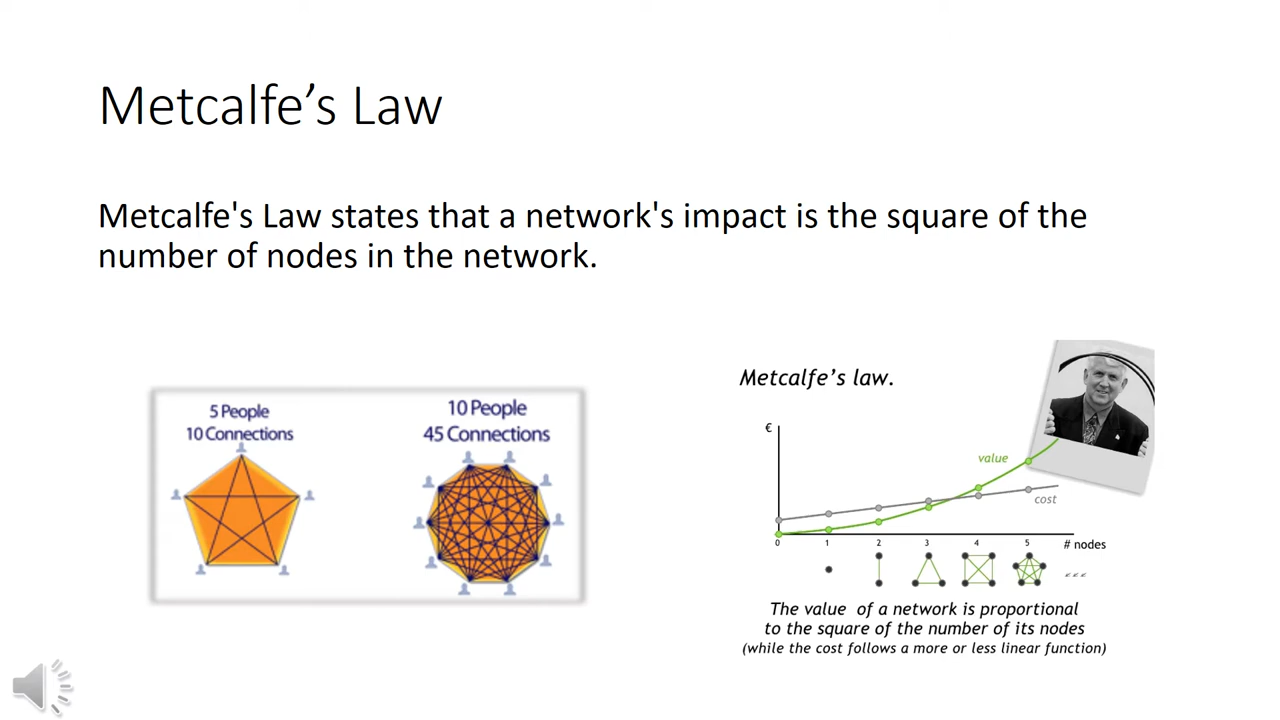 Metcalfe’s Law
Metcalfe's Law states that a network's impact is the square of the
number of nodes in the network.
5 People
10 Connections
10 People
45 Connections
Metcalfe’s law.
€
value
cost
0 1 2 3 4 5 # nodes
The value of a network is proportional
to the square of the number of its nodes
(while the cost follows a more or less linear function)